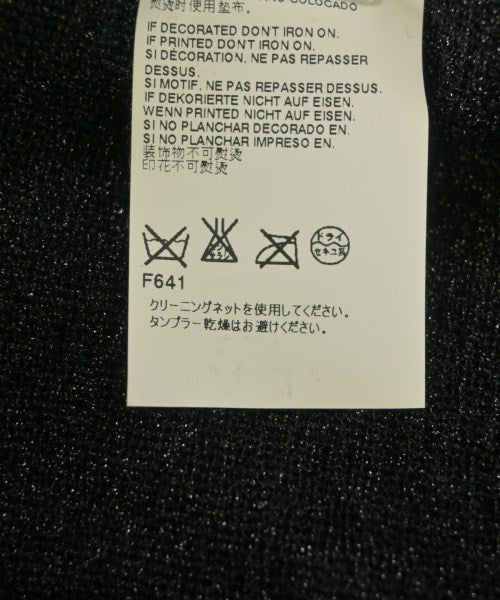 COLOCADO
熨烫时使用垫布。
IF DECORATED DON'T IRON ON.
IF PRINTED DON'T IRON ON.
SI DÉCORATION, NE PAS REPASSER
DESSUS.
SI MOTIF, NE PAS REPASSER DESSUS.
IF DEKORIERTE NICHT AUF EISEN.
WENN PRINTED NICHT AUF EISEN.
SI NO PLANCHAR DECORADO EN.
SI NO PLANCHAR IMPRESO EN.
装饰物不可熨烫
印花不可熨烫
ドライ
セキユ系
F641
クリーニングネットを使用してください。
タンブラー乾燥はお避けください。